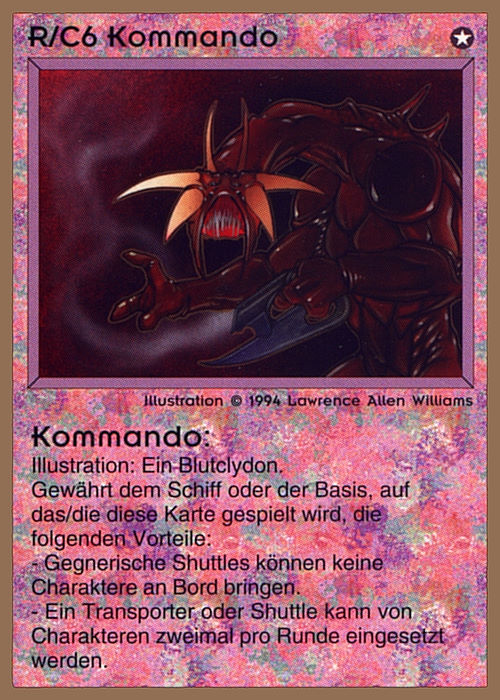 R/C6 Kommando
Illustration © 1994 Lawrence Allen Williams
Kommando:
Illustration: Ein Blutclydon.
Gewährt dem Schiff oder der Basis, auf
das/die diese Karte gespielt wird, die
folgenden Vorteile:
- Gegnerische Shuttles können keine
Charaktere an Bord bringen.
- Ein Transporter oder Shuttle kann von
Charakteren zweimal pro Runde eingesetzt
werden.